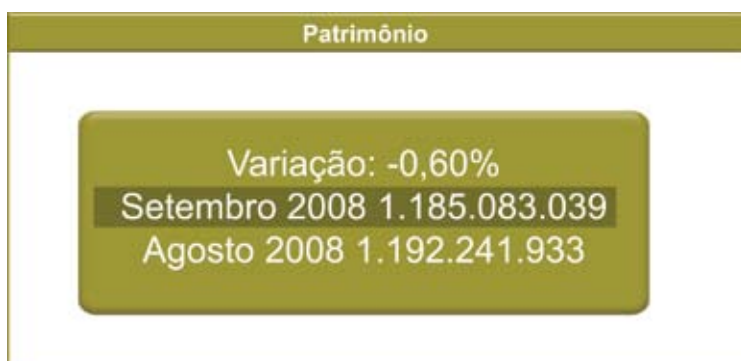 Patrimônio
Variação: -0,60%
Setembro 2008 1.185.083.039
Agosto 2008 1.192.241.933